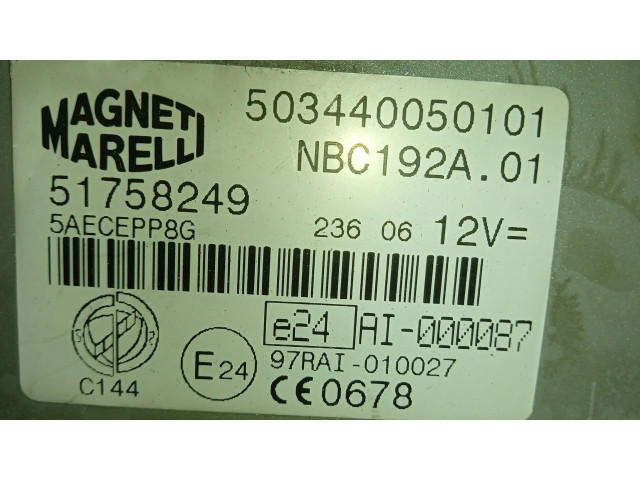 MAGNETI
MARELLI
503440050101
NBC192A.01
51758249
5AECEPP8G
236 06 12V=
e24 AI-000087
E24
97RAI-010027
C144
CE0678